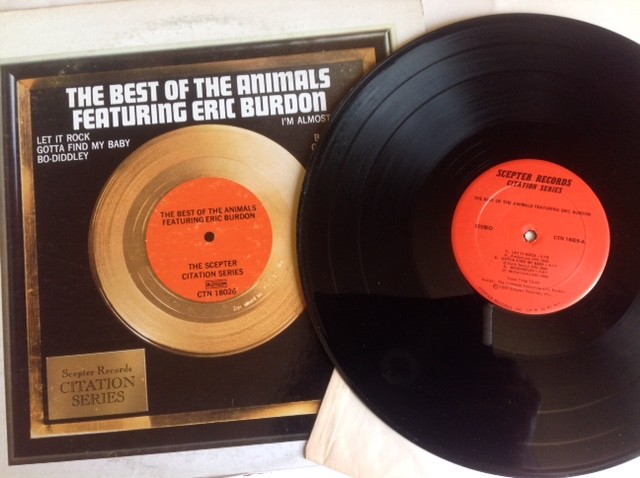 THE BEST OF THE ANIMALS
FEATURING ERIC BURDON
LET IT ROCK
GOTTA FIND MY BABY
BO-DIDDLEY
I'M ALMOST
THE BEST OF THE ANIMALS
FEATURING ERIC BURDON
THE SCEPTER
CITATION SERIES
CTN 18026
Scepter Records
CITATION
SERIES
SCEPTER RECORDS
CITATION SERIES
THE BEST OF THE ANIMALS FEATURING ERIC BURDON
STEREO
CTN 18026-A